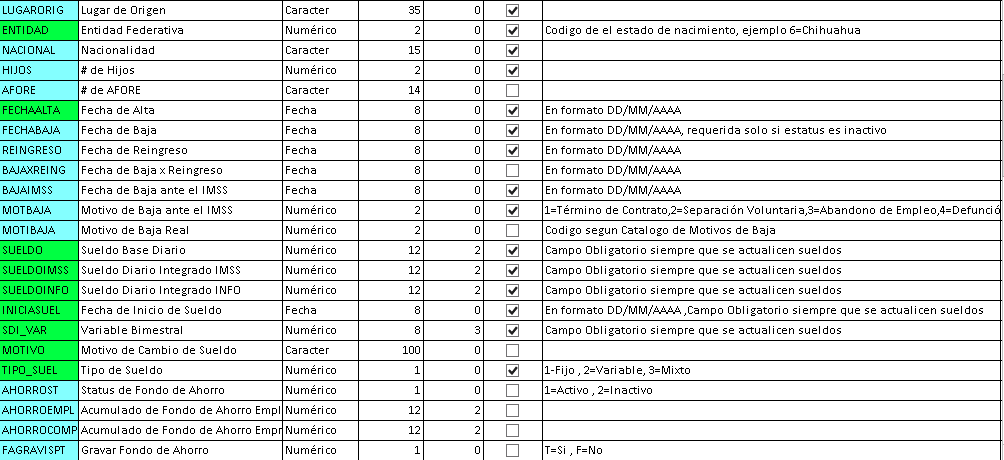 LUGARORIG Lugar de Origen Caracter 35 0
ENTIDAD Entidad Federativa Numérico 2 0 Codigo de el estado de nacimiento, ejemplo 6=Chihuahua
NACIONAL Nacionalidad Caracter 15 0
HIJOS # de Hijos Numérico 2 0
AFORE # de AFORE Caracter 14 0
FECHAALTA Fecha de Alta Fecha 8 0 En formato DD/MM/AAAA
FECHABAJA Fecha de Baja Fecha 8 0 En formato DD/MM/AAAA, requerida solo si estatus es inactivo
REINGRESO Fecha de Reingreso Fecha 8 0 En formato DD/MM/AAAA
BAJAXREING Fecha de Baja x Reingreso Fecha 8 0
BAJAIMSS Fecha de Baja ante el IMSS Fecha 8 0 En formato DD/MM/AAAA
MOTBAJA Motivo de Baja ante el IMSS Numérico 2 0 1=Término de Contrato,2=Separación Voluntaria,3=Abandono de Empleo,4=Defunció
MOTIBAJA Motivo de Baja Real Numérico 2 0 Codigo segun Catalogo de Motivos de Baja
SUELDO Sueldo Base Diario Numérico 12 2 Campo Obligatorio siempre que se actualicen sueldos
SUELDOIMSS Sueldo Diario Integrado IMSS Numérico 12 2 Campo Obligatorio siempre que se actualicen sueldos
SUELDOINFO Sueldo Diario Integrado INFO Numérico 12 2 Campo Obligatorio siempre que se actualicen sueldos
INICIASUEL Fecha de Inicio de Sueldo Fecha 8 0 En formato DD/MM/AAAA ,Campo Obligatorio siempre que se actualicen sueldos
SDI_VAR Variable Bimestral Numérico 8 3 Campo Obligatorio siempre que se actualicen sueldos
MOTIVO Motivo de Cambio de Sueldo Caracter 100 0
TIPO_SUEL Tipo de Sueldo Numérico 1 0 1-Fijo , 2=Variable, 3=Mixto
AHORROST Status de Fondo de Ahorro Numérico 1 0 1=Activo , 2=Inactivo
AHORROEMPL Acumulado de Fondo de Ahorro Empl Numérico 12 2
AHORROCOMP Acumulado de Fondo de Ahorro Empr Numérico 12 2
FAGRAVISPT Gravar Fondo de Ahorro Numérico 1 0 T=Si , F=No